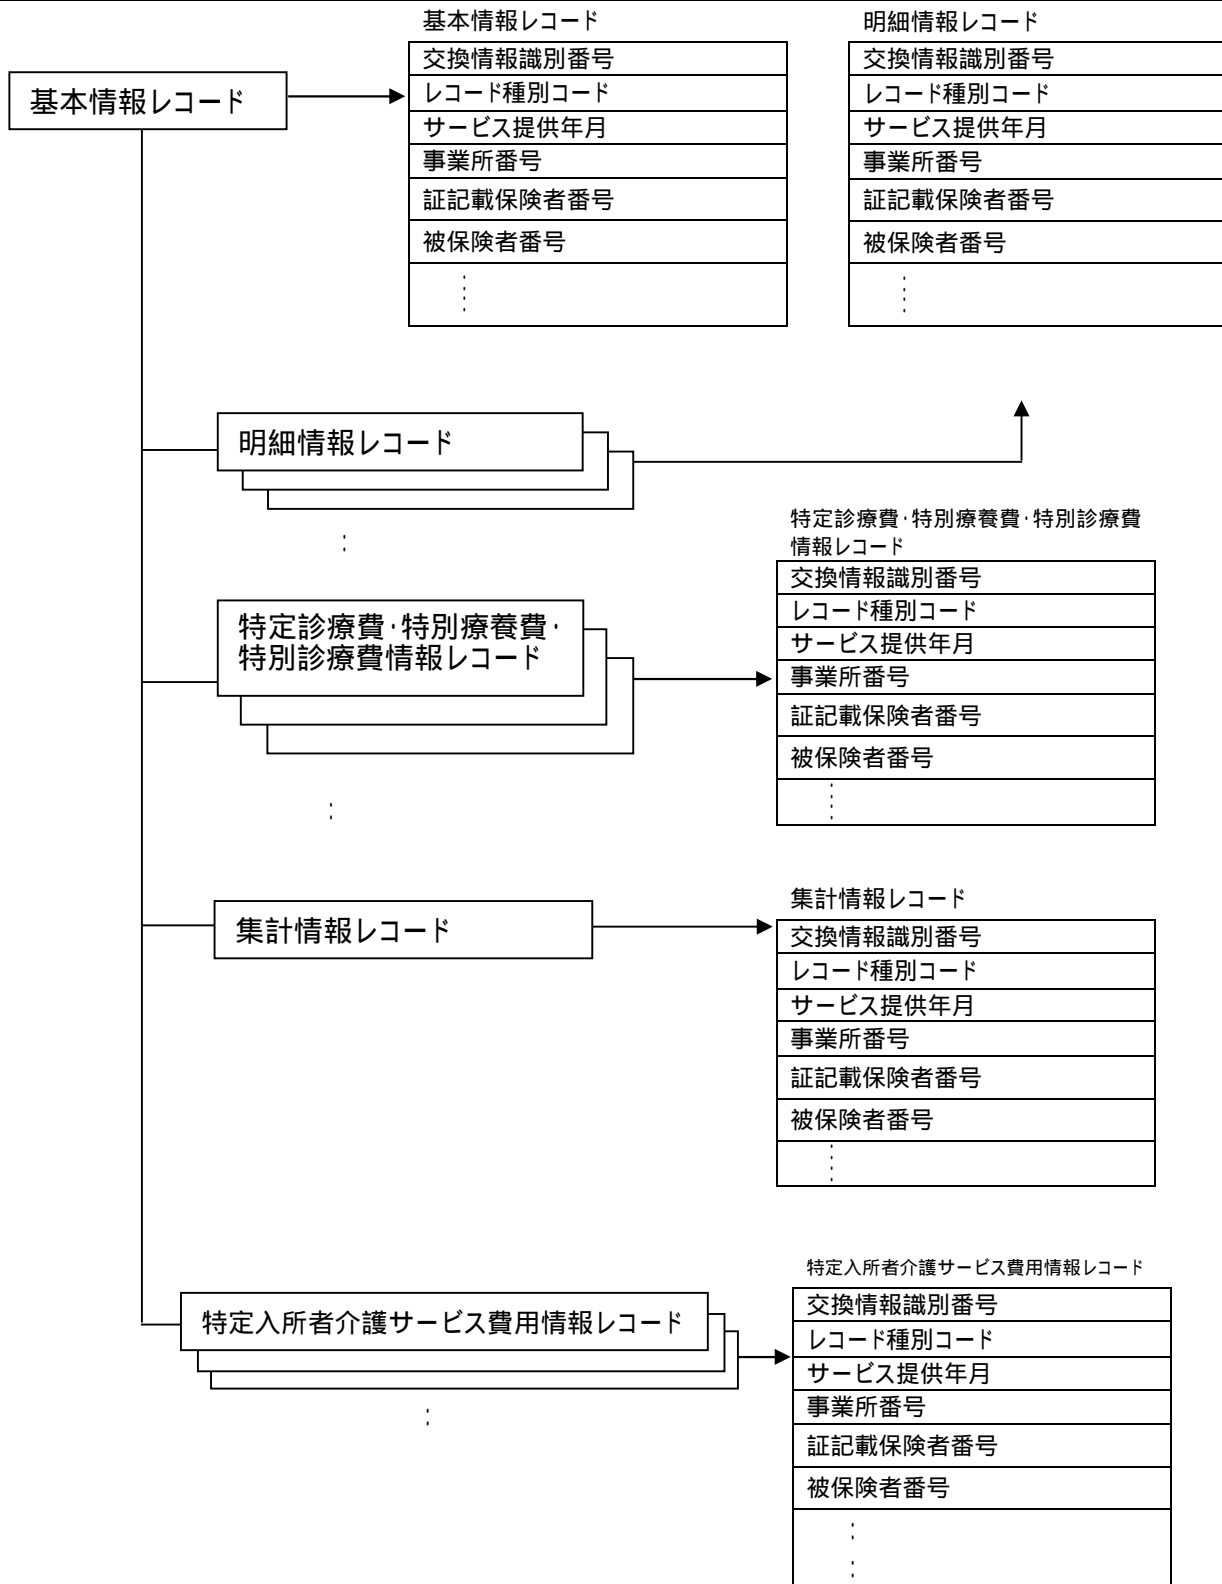 基本情報レコード
明細情報レコード
基本情報レコード
交換情報識別番号
レコード種別コード
サービス提供年月
事業所番号
証記載保険者番号
被保険者番号
交換情報識別番号
レコード種別コード
サービス提供年月
事業所番号
証記載保険者番号
被保険者番号
明細情報レコード
特定診療費・特別療養費・特別診療費
情報レコード
特定診療費・特別療養費・
特別診療費情報レコード
交換情報識別番号
レコード種別コード
サービス提供年月
事業所番号
証記載保険者番号
被保険者番号
集計情報レコード
集計情報レコード
交換情報識別番号
レコード種別コード
サービス提供年月
事業所番号
証記載保険者番号
被保険者番号
特定入所者介護サービス費用情報レコード
特定入所者介護サービス費用情報レコード
交換情報識別番号
レコード種別コード
サービス提供年月
事業所番号
証記載保険者番号
被保険者番号